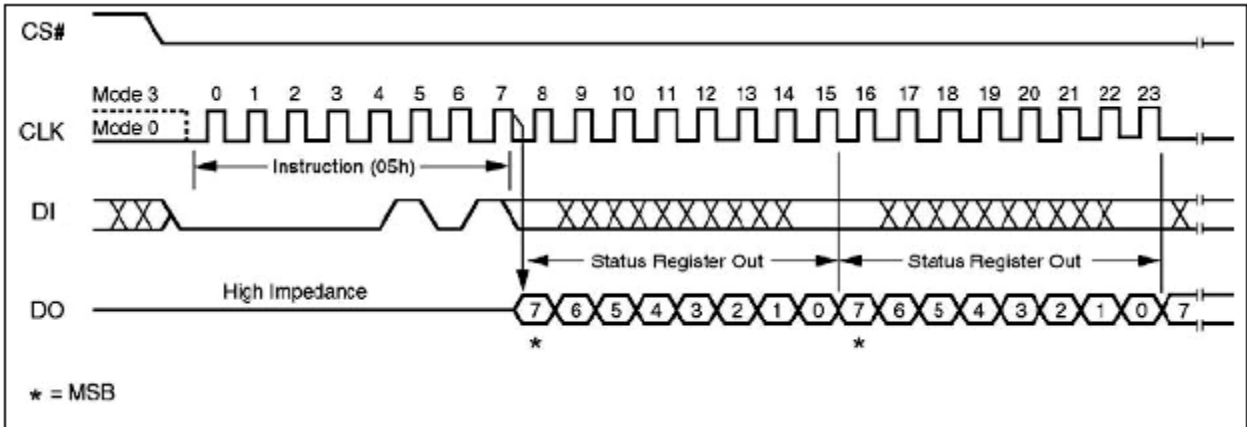 CS#
Mode 3 0 1 2 3 4 5 6 7 8 9 10 11 12 13 14 15 16 17 18 19 20 21 22 23
CLK Mode 0
Instruction (05h)
DI
Status Register Out Status Register Out
High Impedance
DO 7 6 5 4 3 2 1 0 7 6 5 4 3 2 1 0 7
* *
* = MSB